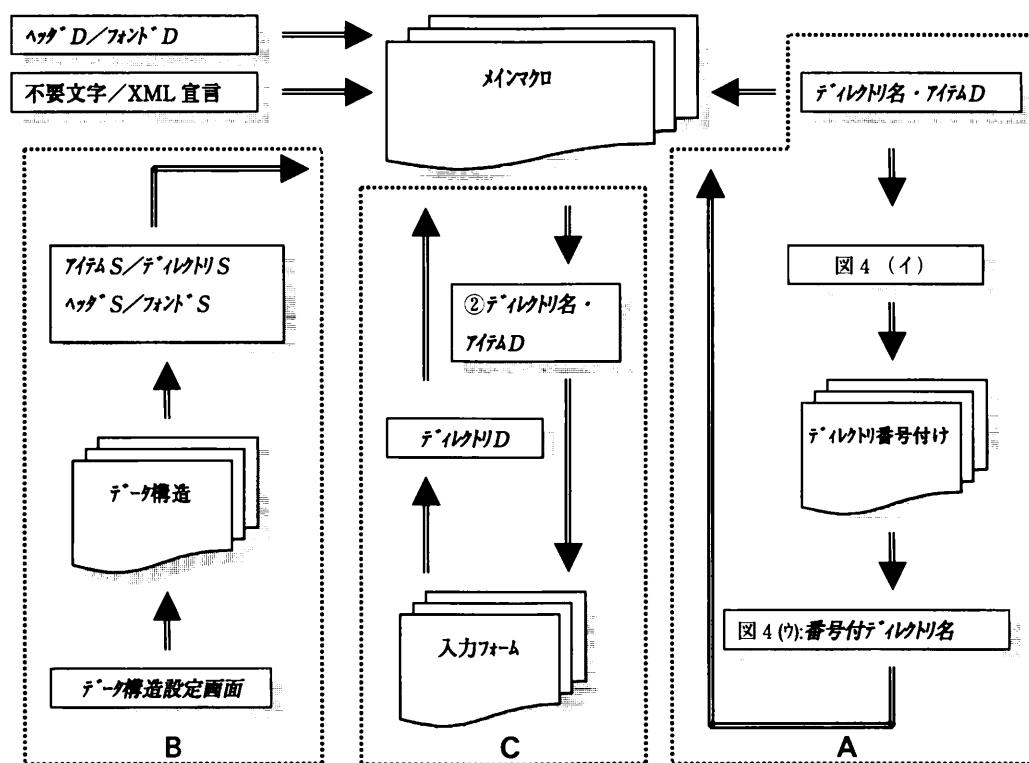 ヘッダD／フォントD
不要文字／XML 宣言
メインマクロ
ディレクトリ名・アイテムD
アイテムS／ディレクトリS
ヘッダS／フォントS
②ディレクトリ名・
アイテムD
図4 （イ）
ディレクトリD
ディレクトリ番号付け
データ構造
入力フォーム
図4(ウ):番号付ディレクトリ名
データ構造設定画面
B
C
A